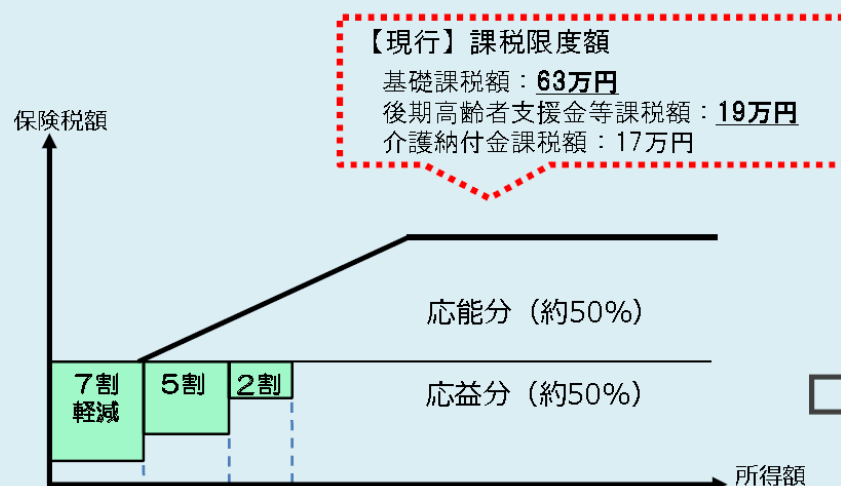 【現行】課税限度額
基礎課税額：63万円
後期高齢者支援金等課税額：19万円
介護納付金課税額：17万円
保険税額
応能分（約50%）
７割
軽減
５割
２割
応益分（約50%）
所得額